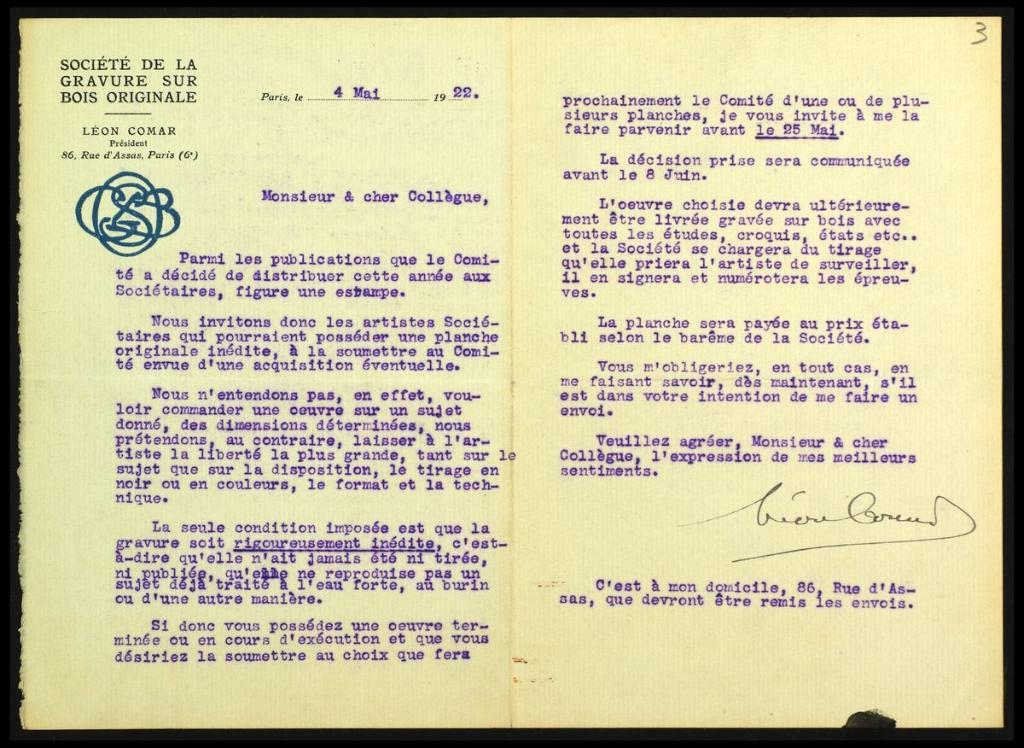 SOCIÉTÉ DE LA
GRAVURE SUR
BOIS ORIGINALE
LÉON COMAR
Président
86, Rue d'Assas, Paris (6e)
Paris, le 4 Mai 19 22.
Monsieur & cher Collègue,
Parmi les publications que le Comi-
té a décidé de distribuer cette année aux
Sociétaires, figure une estampe.
Nous invitons donc les artistes Socié-
taires qui pourraient posséder une planche
originale inédite, à la soumettre au Comi-
té envue d'une acquisition éventuelle.
Nous n'entendons pas, en effet, vou-
loir commander une oeuvre sur un sujet
donné, des dimensions déterminées, nous
prétendons, au contraire, laisser à l'ar-
tiste la liberté la plus grande, tant sur le
sujet que sur la disposition, le tirage en
noir ou en couleurs, le format et la tech-
nique.
La seule condition imposée est que la
gravure soit rigoureusement inédite, c'est-
à-dire qu'elle n'ait jamais été ni tirée,
ni publiée, qu'elle ne reproduise pas un
sujet déjà traité à l'eau forte, au burin
ou d'une autre manière.
Si donc vous possédez une oeuvre ter-
minée ou en cours d'exécution et que vous
désiriez la soumettre au choix que fera
3
prochainement le Comité d'une ou de plu-
sieurs planches, je vous invite à me la
faire parvenir avant le 25 Mai.
La décision prise sera communiquée
avant le 8 Juin.
L'oeuvre choisie devra ultérieure-
ment être livrée gravée sur bois avec
toutes les études, croquis, états etc..
et la Société se chargera du tirage
qu'elle priera l'artiste de surveiller,
il en signera et numérotera les épreu-
ves.
La planche sera payée au prix éta-
bli selon le barême de la Société.
Vous m'obligeriez, en tout cas, en
me faisant savoir, dès maintenant, s'il
est dans votre intention de me faire un
envoi.
Veuillez agréer, Monsieur & cher
Collègue, l'expression de mes meilleurs
sentiments.
Léon Comar
C'est à mon domicile, 86, Rue d'As-
sas, que devront être remis les envois.